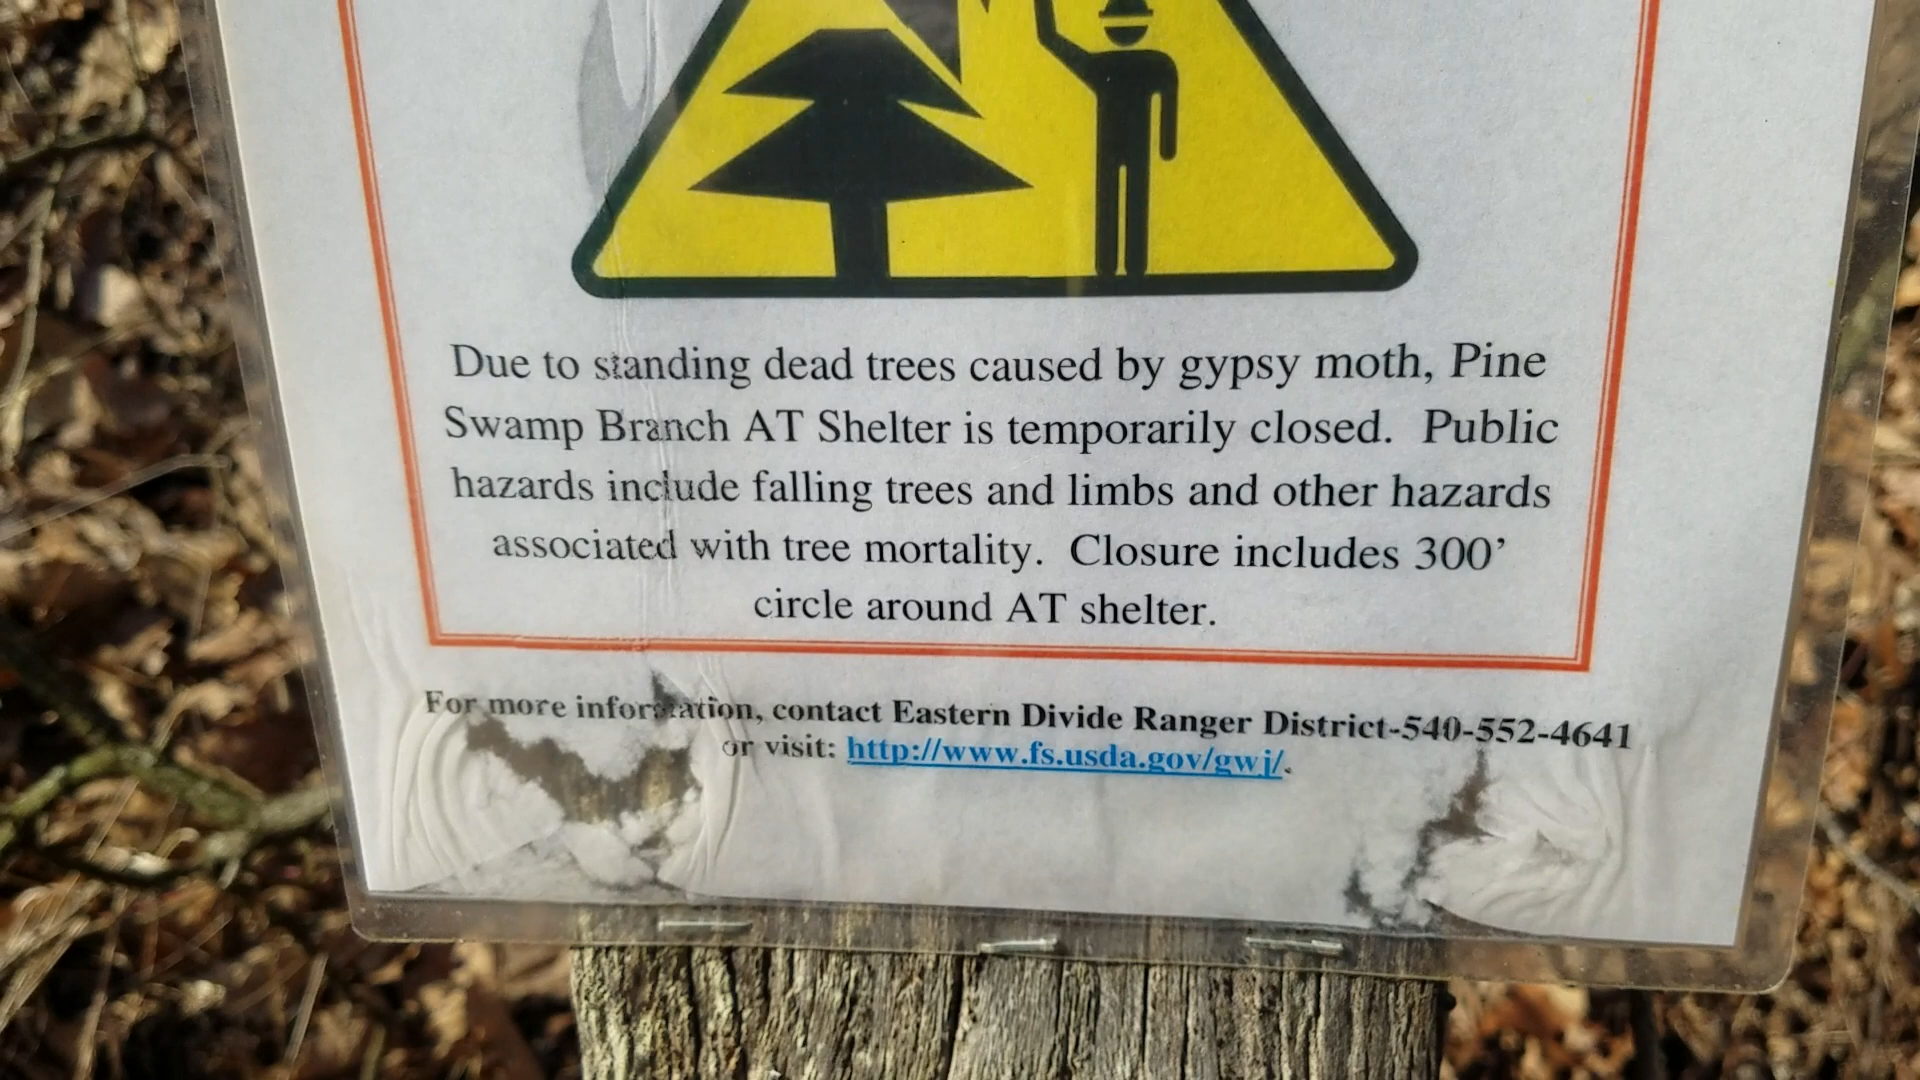 Due to standing dead trees caused by gypsy moth, Pine
Swamp Branch AT Shelter is temporarily closed.  Public
hazards include falling trees and limbs and other hazards
associated with tree mortality.  Closure includes 300’
circle around AT shelter.
For more information, contact Eastern Divide Ranger District-540-552-4641
or visit: http://www.fs.usda.gov/gwj/.